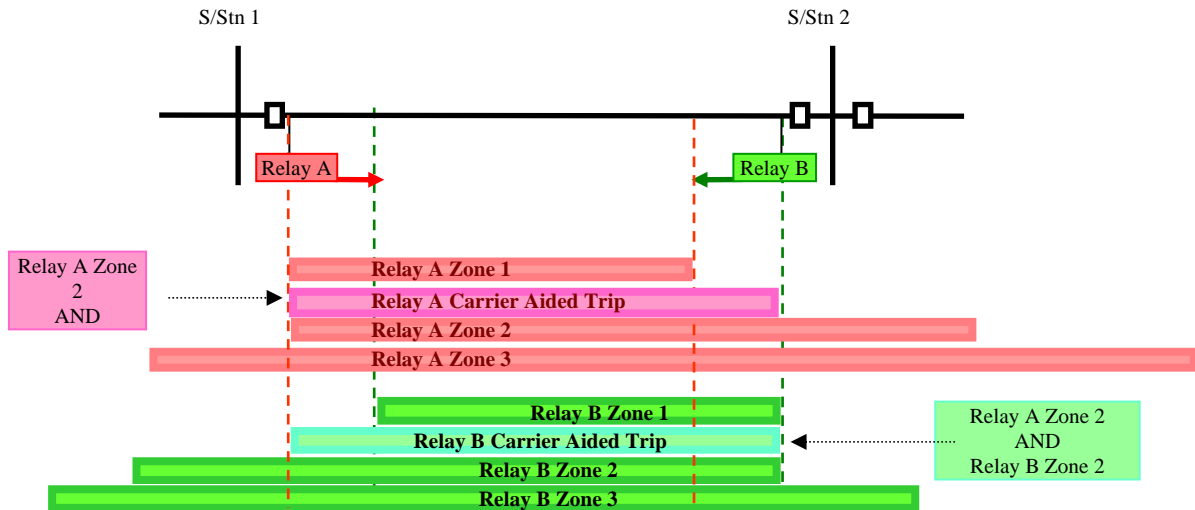 S/Stn 1
S/Stn 2
Relay A
Relay B
Relay A Zone
2
AND
Relay A Zone 1
Relay A Carrier Aided Trip
Relay A Zone 2
Relay A Zone 3
Relay B Zone 1
Relay B Carrier Aided Trip
Relay B Zone 2
Relay B Zone 3
Relay A Zone 2
AND
Relay B Zone 2